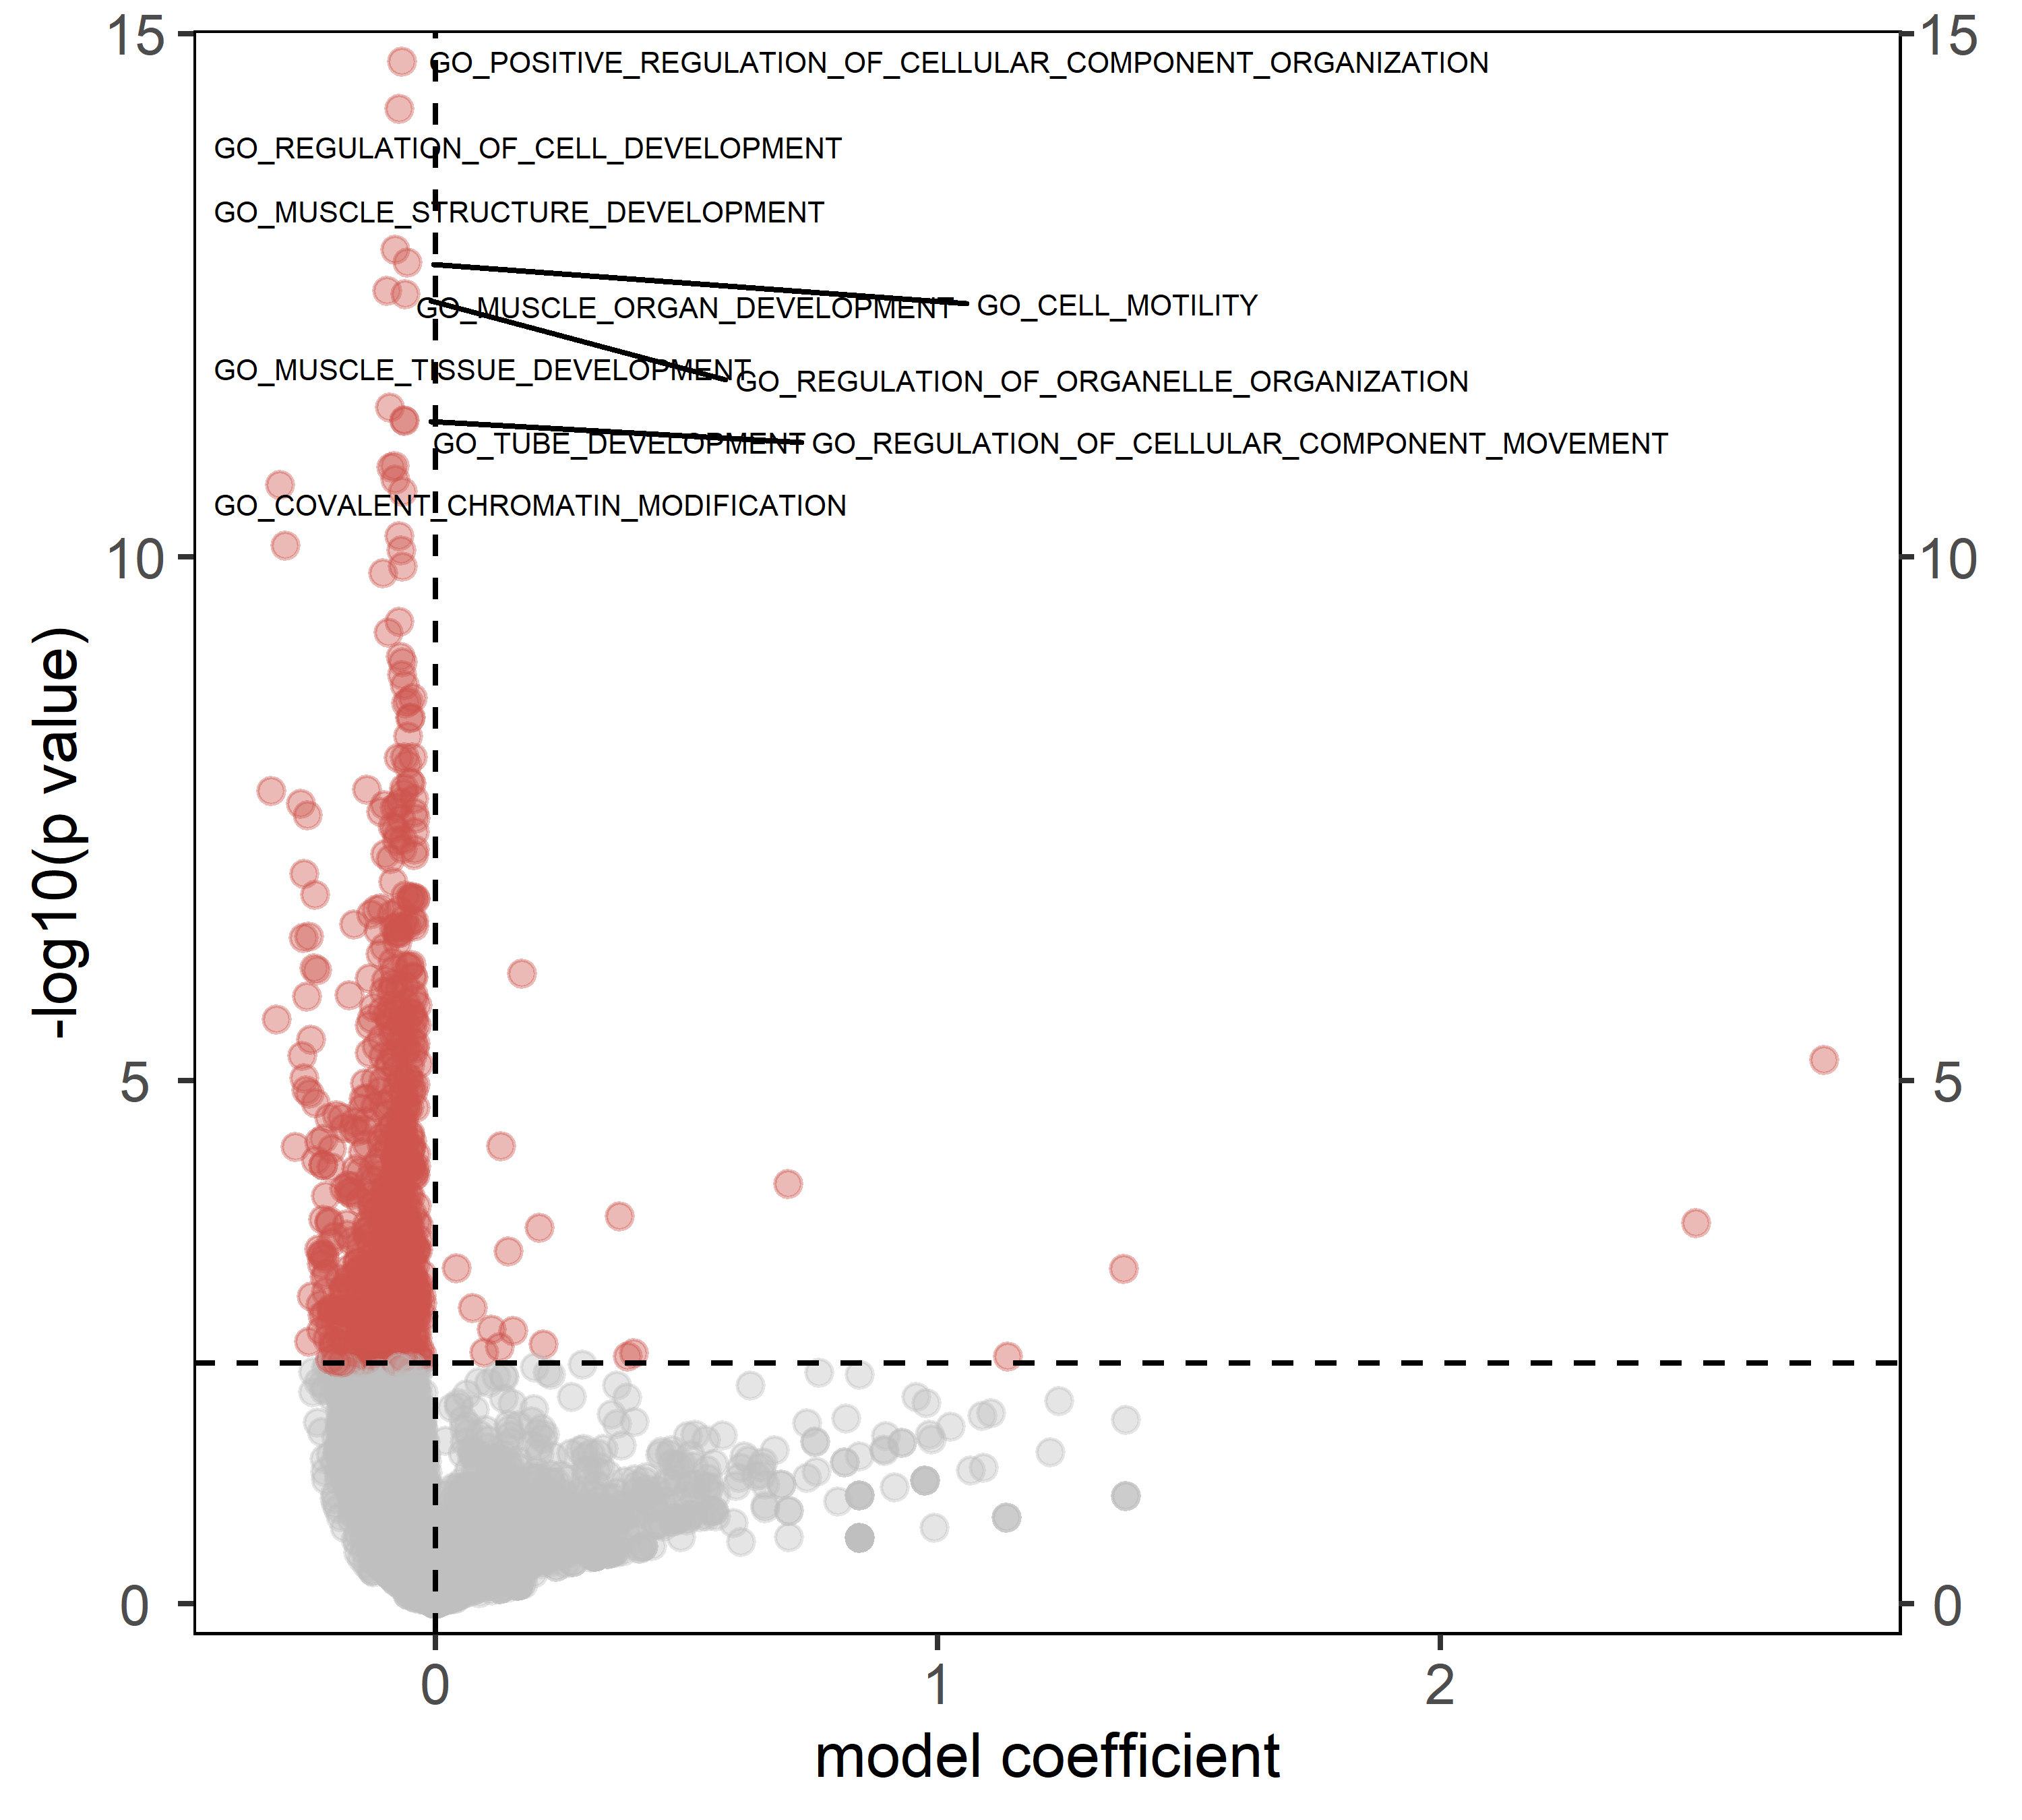 15
15
GO_POSITIVE_REGULATION_OF_CELLULAR_COMPONENT_ORGANIZATION
GO_REGULATION_OF_CELL_DEVELOPMENT
GO_MUSCLE_STRUCTURE_DEVELOPMENT
GO_MUSCLE_ORGAN_DEVELOPMENT
GO_CELL_MOTILITY
GO_MUSCLE_TISSUE_DEVELOPMENT
GO_REGULATION_OF_ORGANELLE_ORGANIZATION
GO_TUBE_DEVELOPMENT
GO_REGULATION_OF_CELLULAR_COMPONENT_MOVEMENT
GO_COVALENT_CHROMATIN_MODIFICATION
10
10
-log10(p value)
5
5
0
0
0
1
2
model coefficient